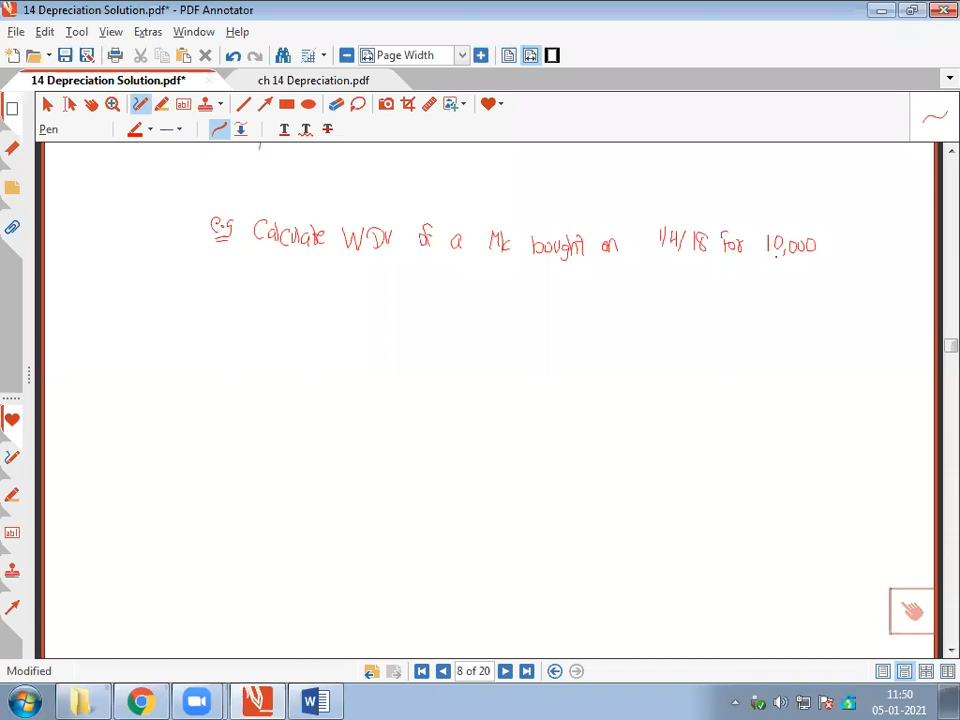 14 Depreciation Solution.pdf* - PDF Annotator
File Edit Tool View Extras Window Help
Page Width
14 Depreciation Solution.pdf* ch 14 Depreciation.pdf
Pen
e.g Calculate WDV of a Mc bought on 1/4/18 for 10,000
Modified
8 of 20
11:50
05-01-2021